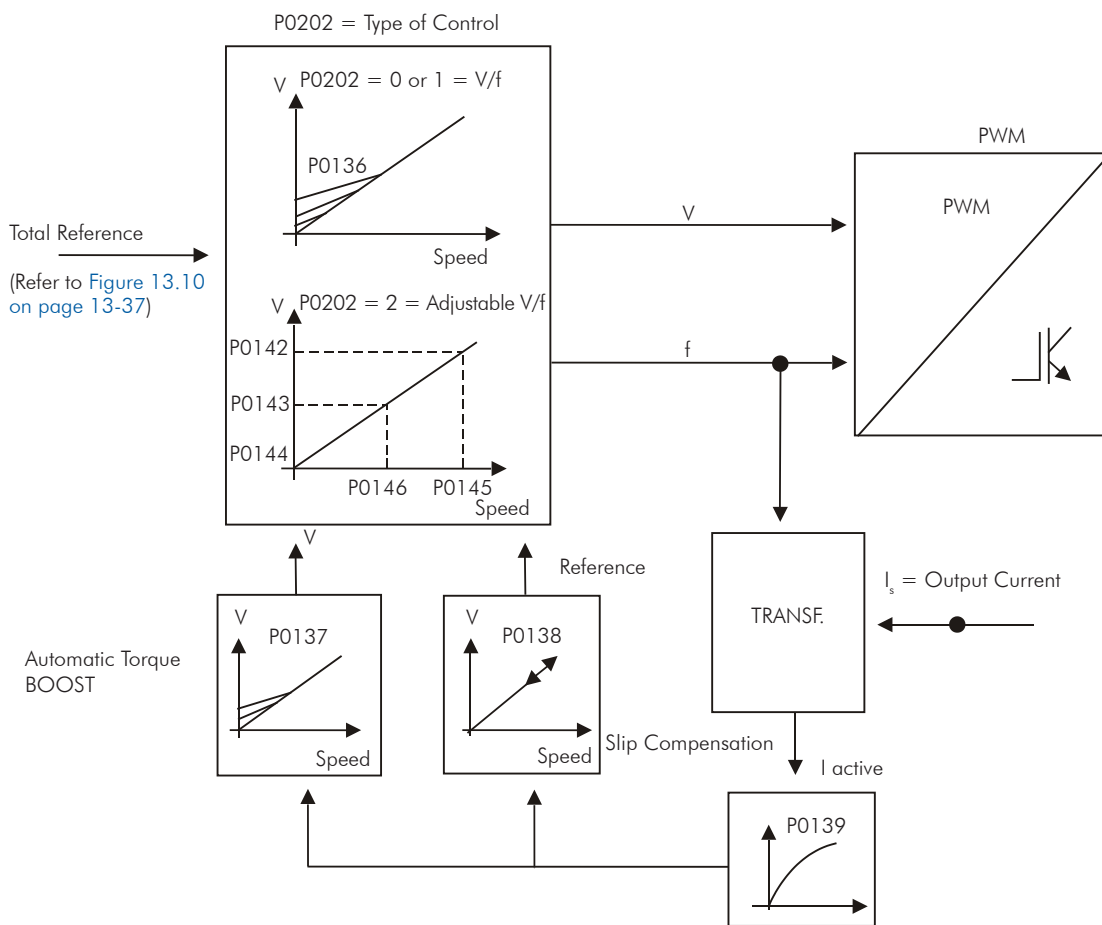 P0202 = Type of Control
V
P0202 = 0 or 1 = V/f
P0136
Speed
Total Reference
(Refer to Figure 13.10
on page 13-37)
V
P0202 = 2 = Adjustable V/f
P0142
P0143
P0144
P0146
P0145
Speed
V
f
PWM
PWM
V
Reference
TRANSF.
I_s = Output Current
Automatic Torque
BOOST
V
P0137
Speed
V
P0138
Speed
Slip Compensation
I active
P0139